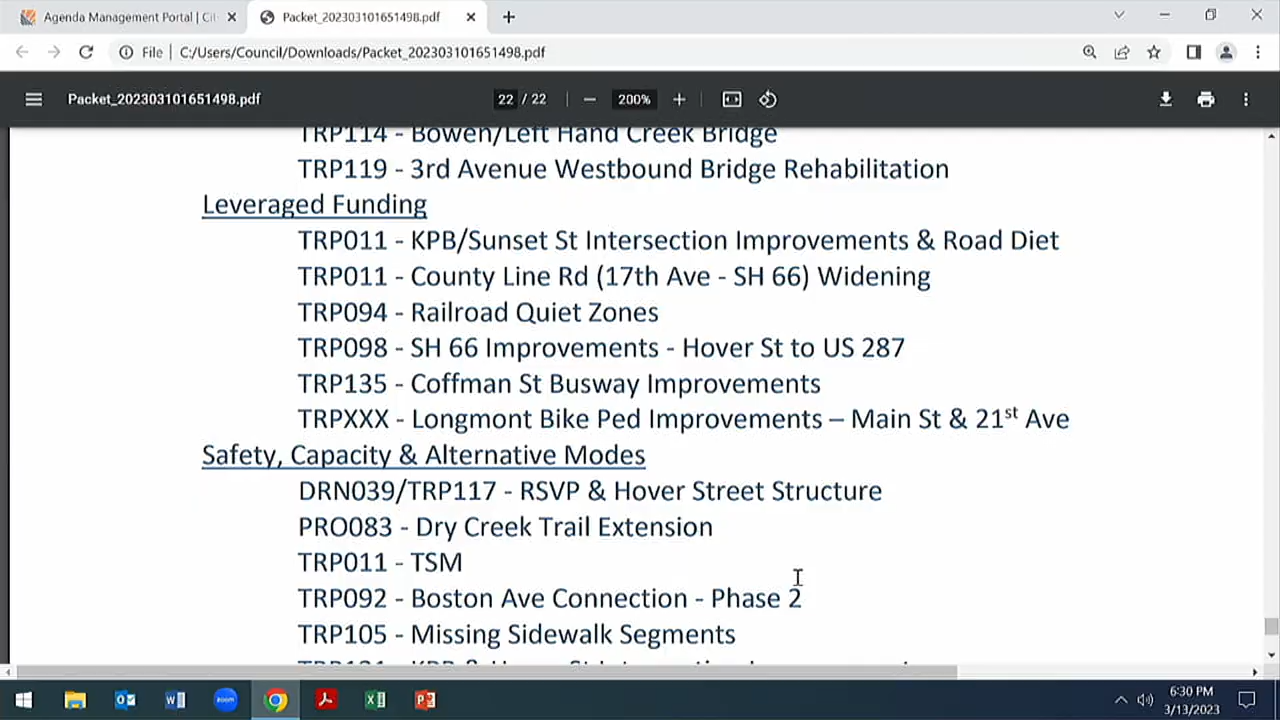 Agenda Management Portal | Cit
Packet_202303101651498.pdf
File | C:/Users/Council/Downloads/Packet_202303101651498.pdf
Packet_202303101651498.pdf
22 / 22
200%
TRP114 - Bowen/Left Hand Creek Bridge
TRP119 - 3rd Avenue Westbound Bridge Rehabilitation
Leveraged Funding
TRP011 - KPB/Sunset St Intersection Improvements & Road Diet
TRP011 - County Line Rd (17th Ave - SH 66) Widening
TRP094 - Railroad Quiet Zones
TRP098 - SH 66 Improvements - Hover St to US 287
TRP135 - Coffman St Busway Improvements
TRPXXX - Longmont Bike Ped Improvements – Main St & 21st Ave
Safety, Capacity & Alternative Modes
DRN039/TRP117 - RSVP & Hover Street Structure
PRO083 - Dry Creek Trail Extension
TRP011 - TSM
TRP092 - Boston Ave Connection - Phase 2
TRP105 - Missing Sidewalk Segments
zoom
6:30 PM
3/13/2023